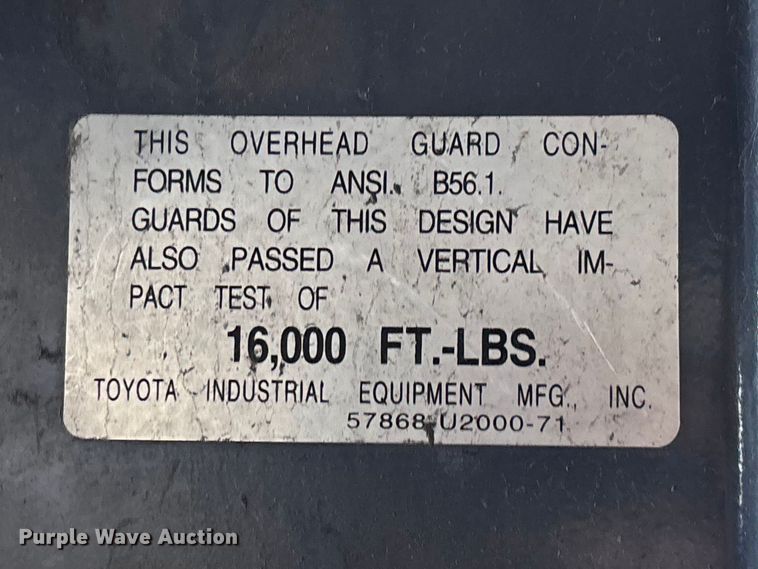 THIS OVERHEAD GUARD CON-
FORMS TO ANSI. B56.1.
GUARDS OF THIS DESIGN HAVE
ALSO PASSED A VERTICAL IM-
PACT TEST OF
16,000 FT.-LBS.
TOYOTA INDUSTRIAL EQUIPMENT MFG., INC.
57868-U2000-71
Purple Wave Auction